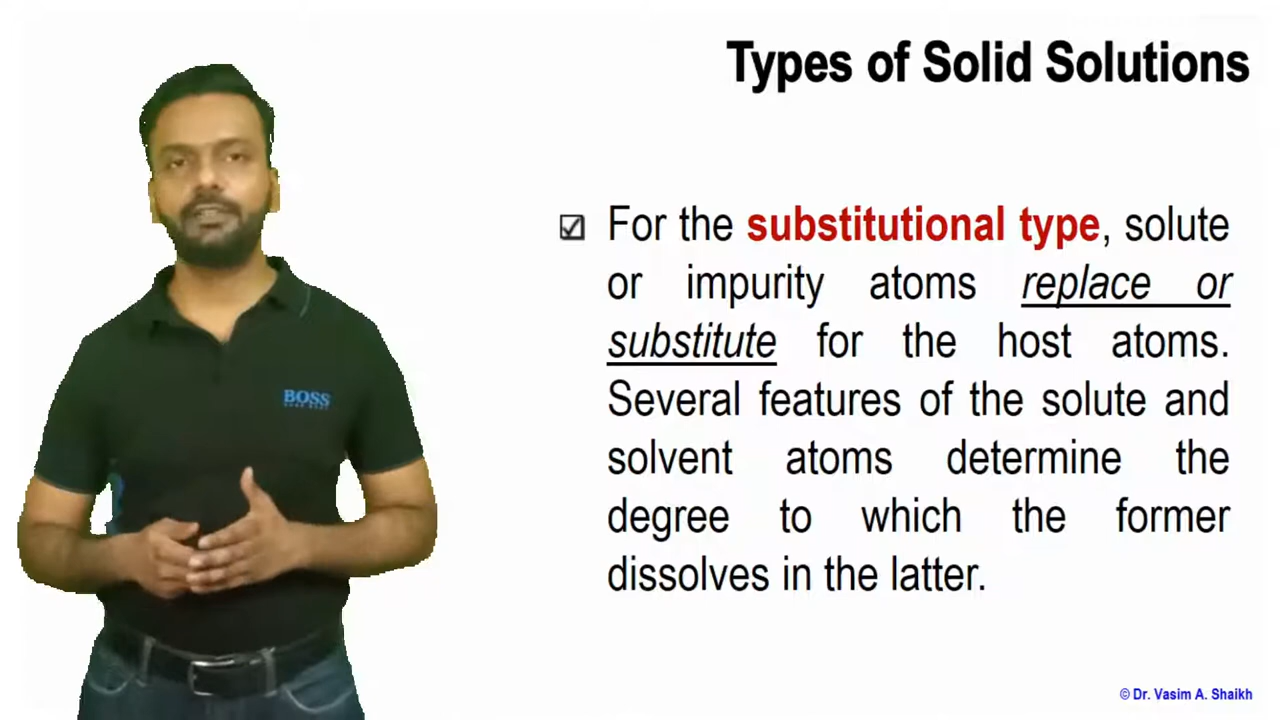 Types of Solid Solutions
For the substitutional type, solute
or impurity atoms replace or
substitute for the host atoms.
Several features of the solute and
solvent atoms determine the
degree to which the former
dissolves in the latter.
BOSS
© Dr. Vasim A. Shaikh